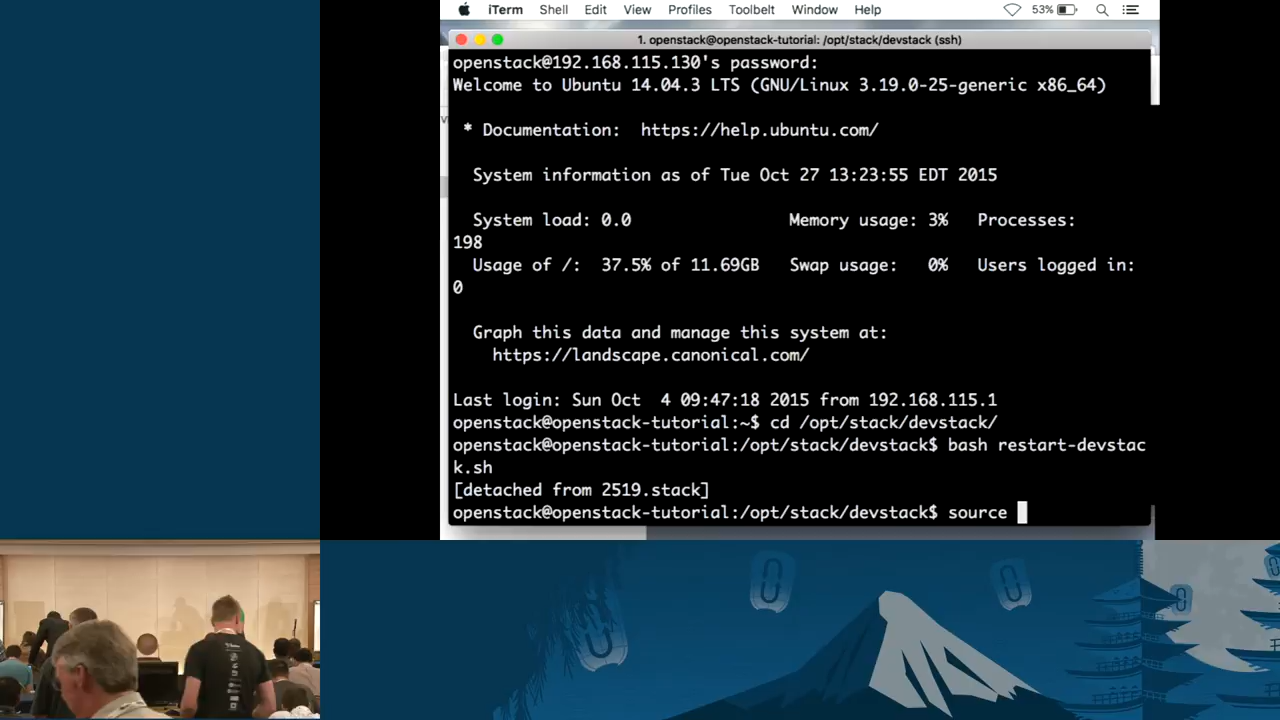 iTerm Shell Edit View Profiles Toolbelt Window Help 53%
1. openstack@openstack-tutorial: /opt/stack/devstack (ssh)
openstack@192.168.115.130's password:
Welcome to Ubuntu 14.04.3 LTS (GNU/Linux 3.19.0-25-generic x86_64)
* Documentation: https://help.ubuntu.com/
System information as of Tue Oct 27 13:23:55 EDT 2015
System load: 0.0 Memory usage: 3% Processes:
198
Usage of /: 37.5% of 11.69GB Swap usage: 0% Users logged in:
0
Graph this data and manage this system at:
https://landscape.canonical.com/
Last login: Sun Oct 4 09:47:18 2015 from 192.168.115.1
openstack@openstack-tutorial:~$ cd /opt/stack/devstack/
openstack@openstack-tutorial:/opt/stack/devstack$ bash restart-devstac
k.sh
[detached from 2519.stack]
openstack@openstack-tutorial:/opt/stack/devstack$ source